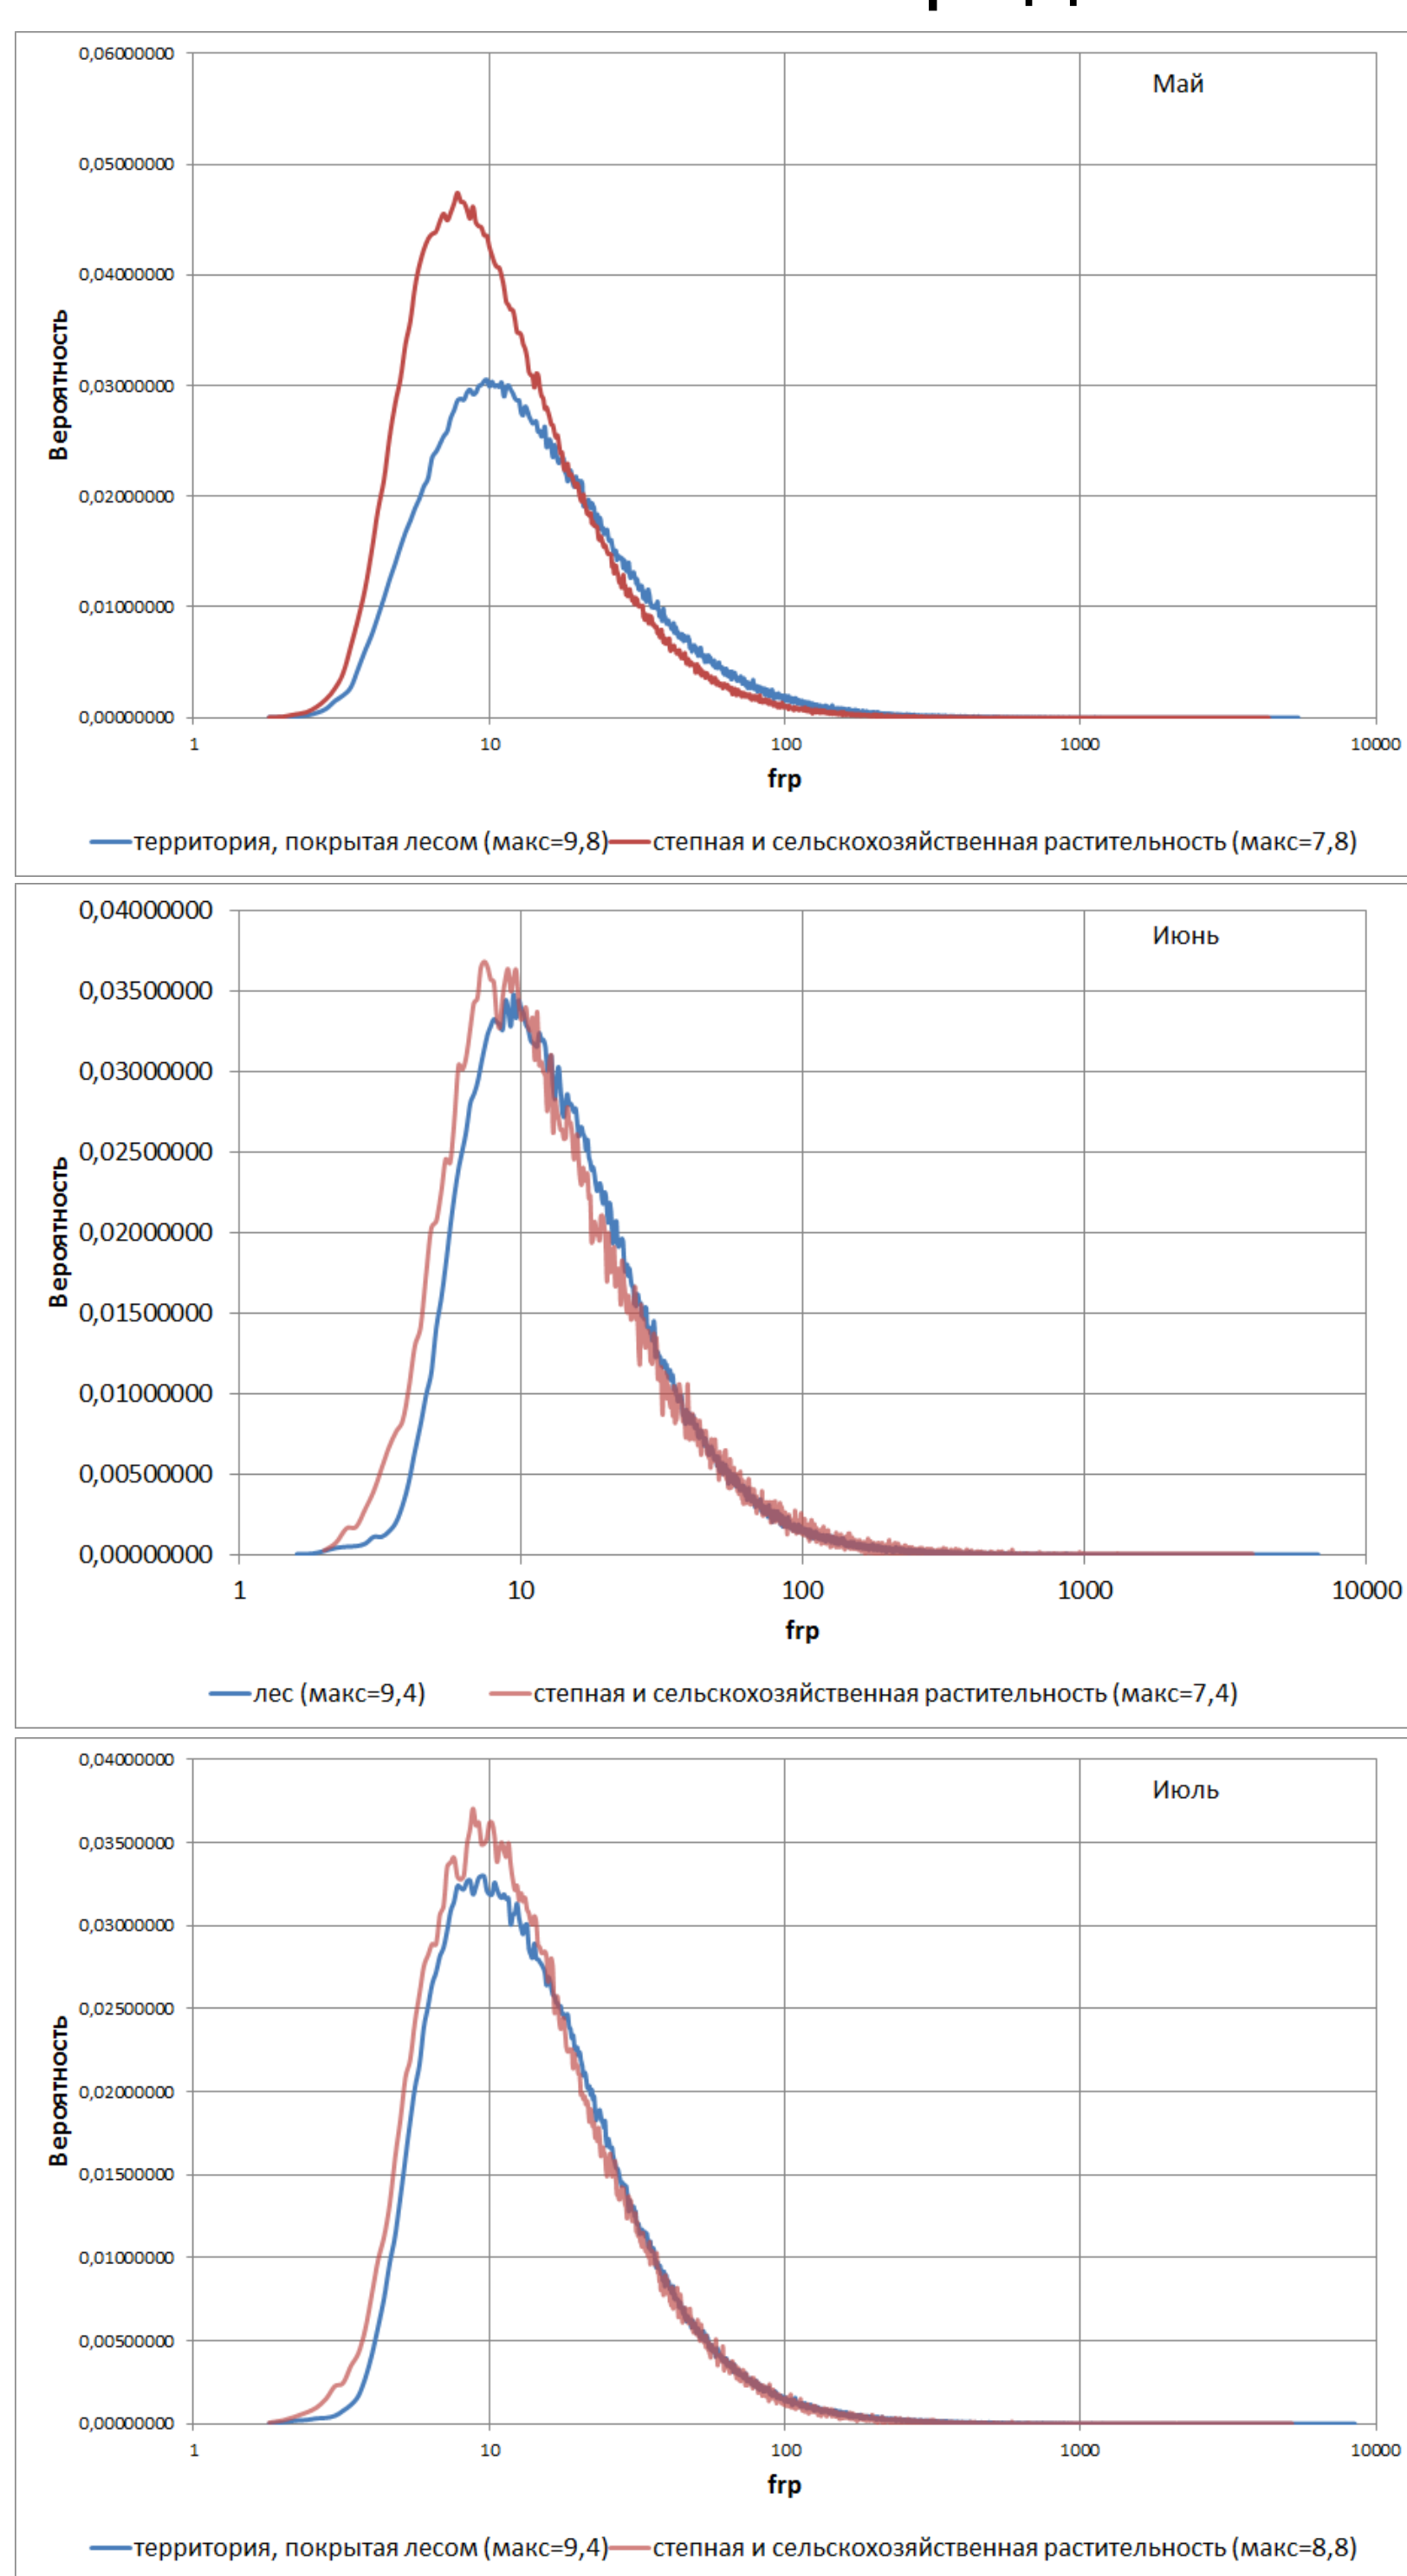 Май
0,06000000
0,05000000
0,04000000
0,03000000
0,02000000
0,01000000
0,00000000
Вероятность
1 10 100 1000 10000
frp
территория, покрытая лесом (макс=9,8) степная и сельскохозяйственная растительность (макс=7,8)
Июнь
0,04000000
0,03500000
0,03000000
0,02500000
0,02000000
0,01500000
0,01000000
0,00500000
0,00000000
Вероятность
1 10 100 1000 10000
frp
лес (макс=9,4) степная и сельскохозяйственная растительность (макс=7,4)
Июль
0,04000000
0,03500000
0,03000000
0,02500000
0,02000000
0,01500000
0,01000000
0,00500000
0,00000000
Вероятность
1 10 100 1000 10000
frp
территория, покрытая лесом (макс=9,4) степная и сельскохозяйственная растительность (макс=8,8)